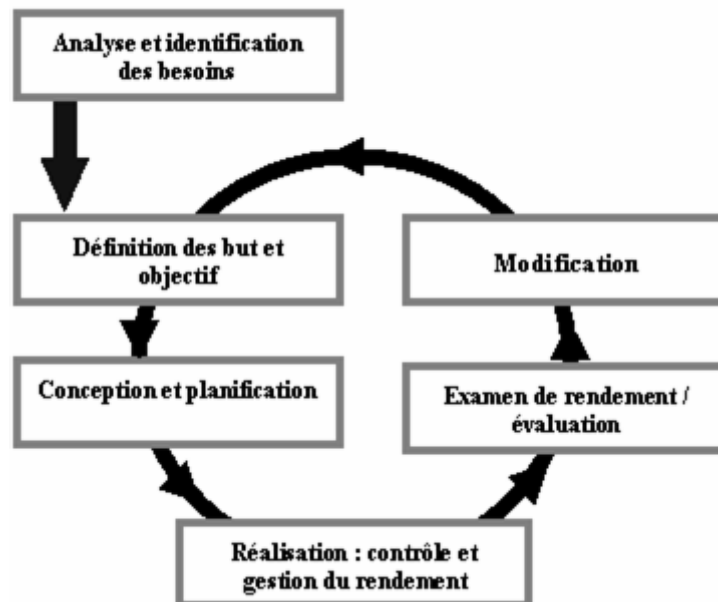 Analyse et identification
des besoins
Définition des but et
objectif
Modification
Conception et planification
Examen de rendement /
évaluation
Réalisation : contrôle et
gestion du rendement